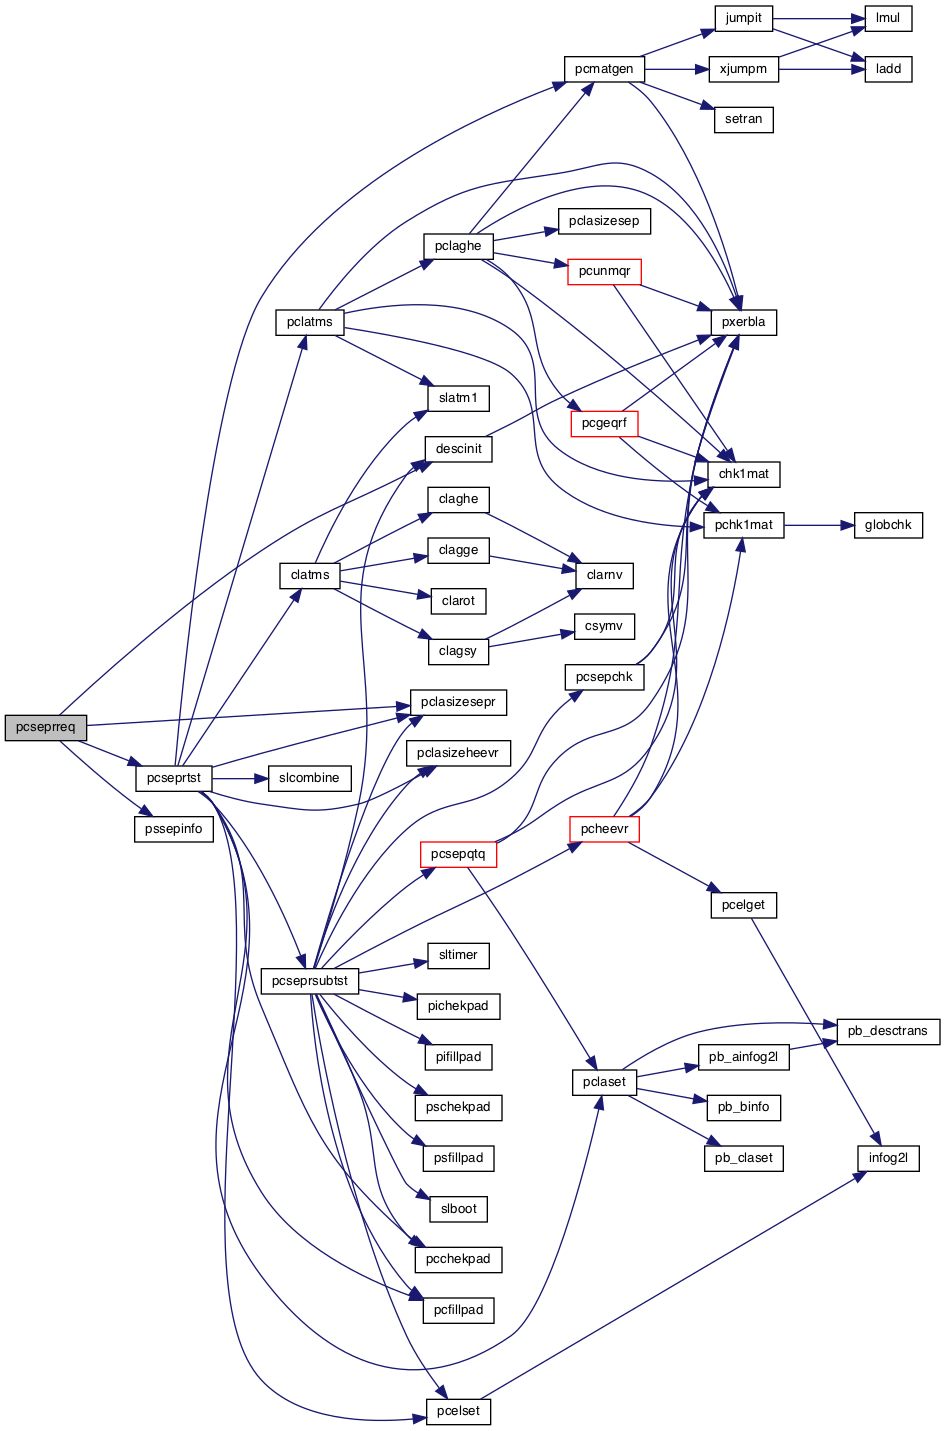 jumpit
lmul
pcmatgen
xjumpm
ladd
setran
pclasizesep
pclaghe
pcunmqr
pclatms
pxerbla
slatm1
pcgeqrf
descinit
chk1mat
claghe
pchk1mat
globchk
clagge
clatms
clarnv
clarot
csymv
clagsy
pcsepchk
pclasizesepr
pcseprreq
pclasizeheevr
pcseprtst
slcombine
pssepinfo
pcheevr
pcsepqtq
pcelget
sltimer
pcseprsubtst
pichekpad
pb_desctrans
pifillpad
pb_ainfog2l
pclaset
pschekpad
pb_binfo
psfillpad
pb_claset
infog2l
slboot
pcchekpad
pcfillpad
pcelset